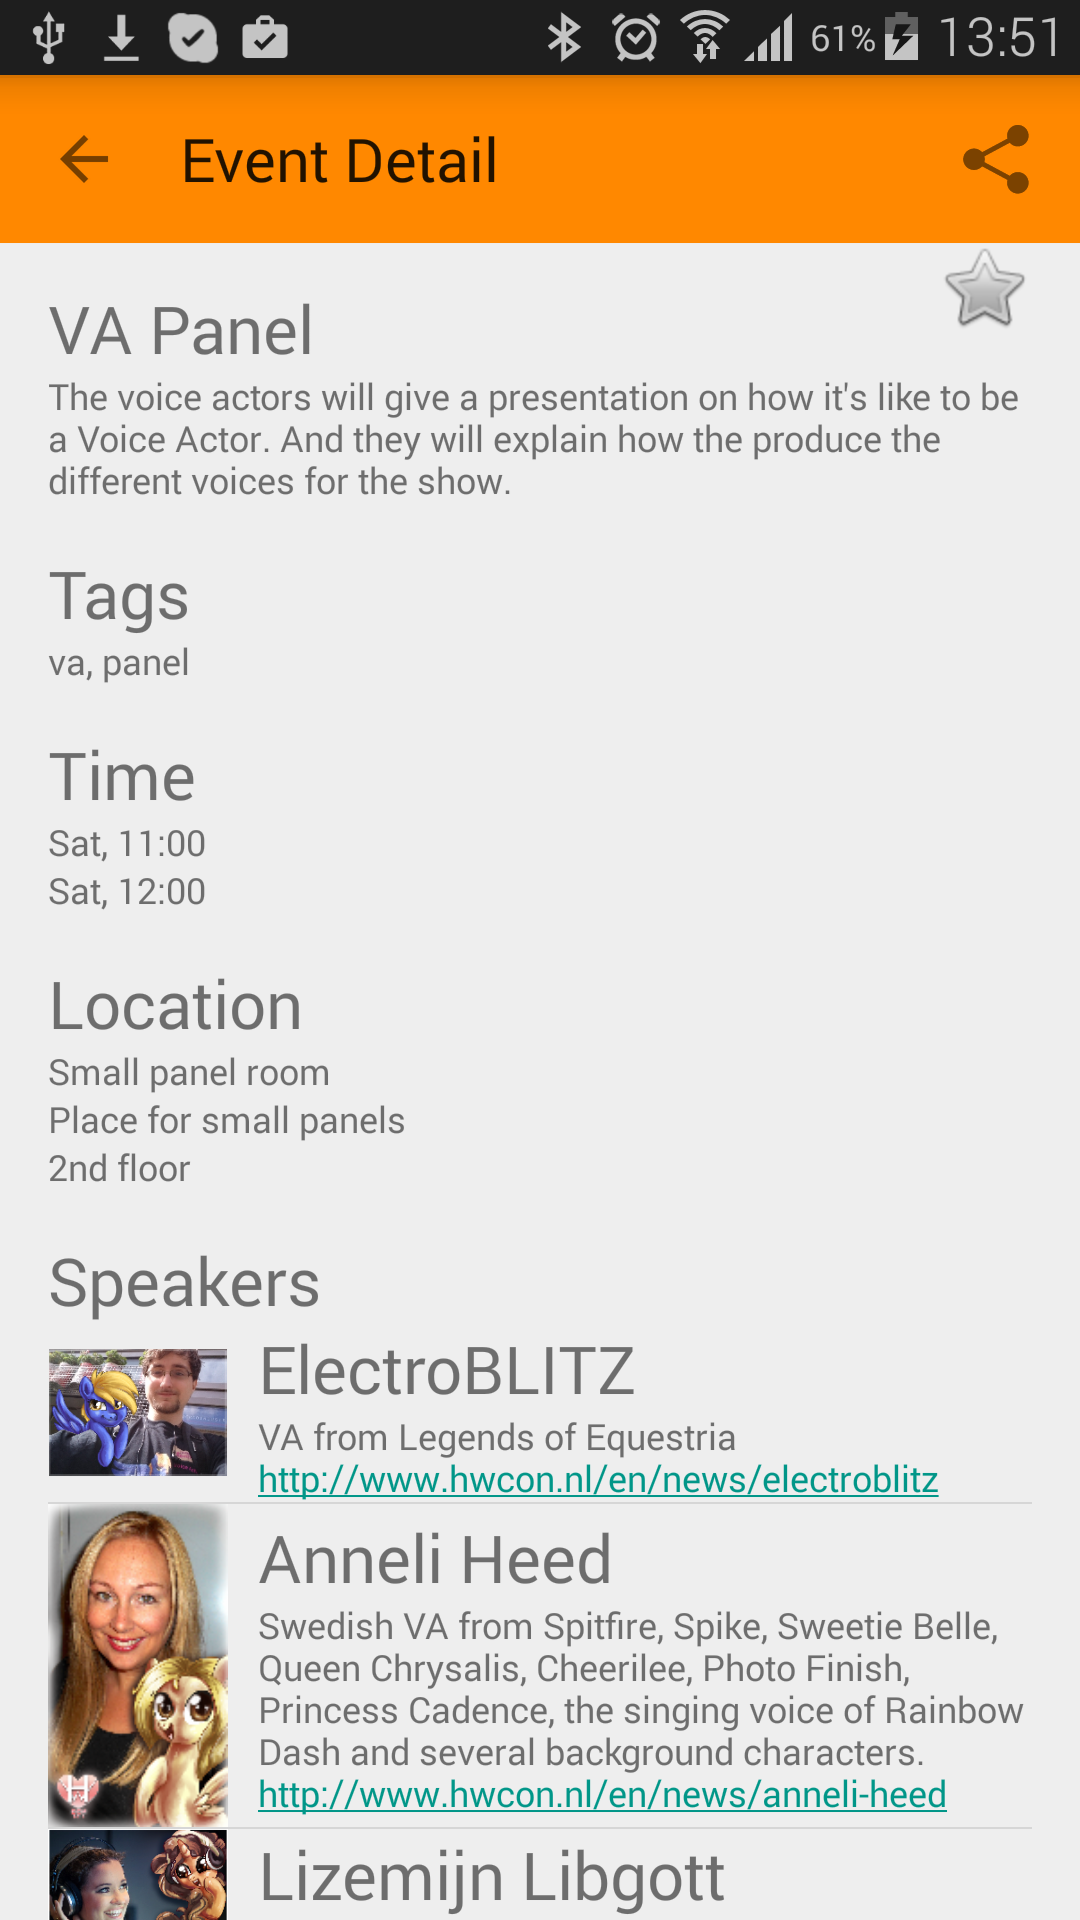 61% 13:51
Event Detail
VA Panel
The voice actors will give a presentation on how it's like to be
a Voice Actor. And they will explain how the produce the
different voices for the show.
Tags
va, panel
Time
Sat, 11:00
Sat, 12:00
Location
Small panel room
Place for small panels
2nd floor
Speakers
ElectroBLITZ
VA from Legends of Equestria
http://www.hwcon.nl/en/news/electroblitz
Anneli Heed
Swedish VA from Spitfire, Spike, Sweetie Belle,
Queen Chrysalis, Cheerilee, Photo Finish,
Princess Cadence, the singing voice of Rainbow
Dash and several background characters.
http://www.hwcon.nl/en/news/anneli-heed
H
Lizemijn Libgott